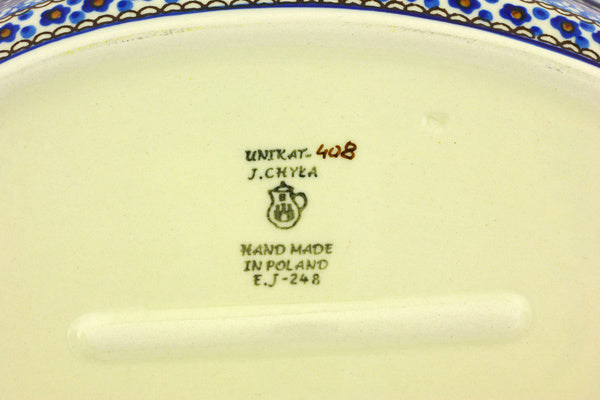 UNIKAT-408
J.CHYŁA
HAND MADE
IN POLAND
E.J-248